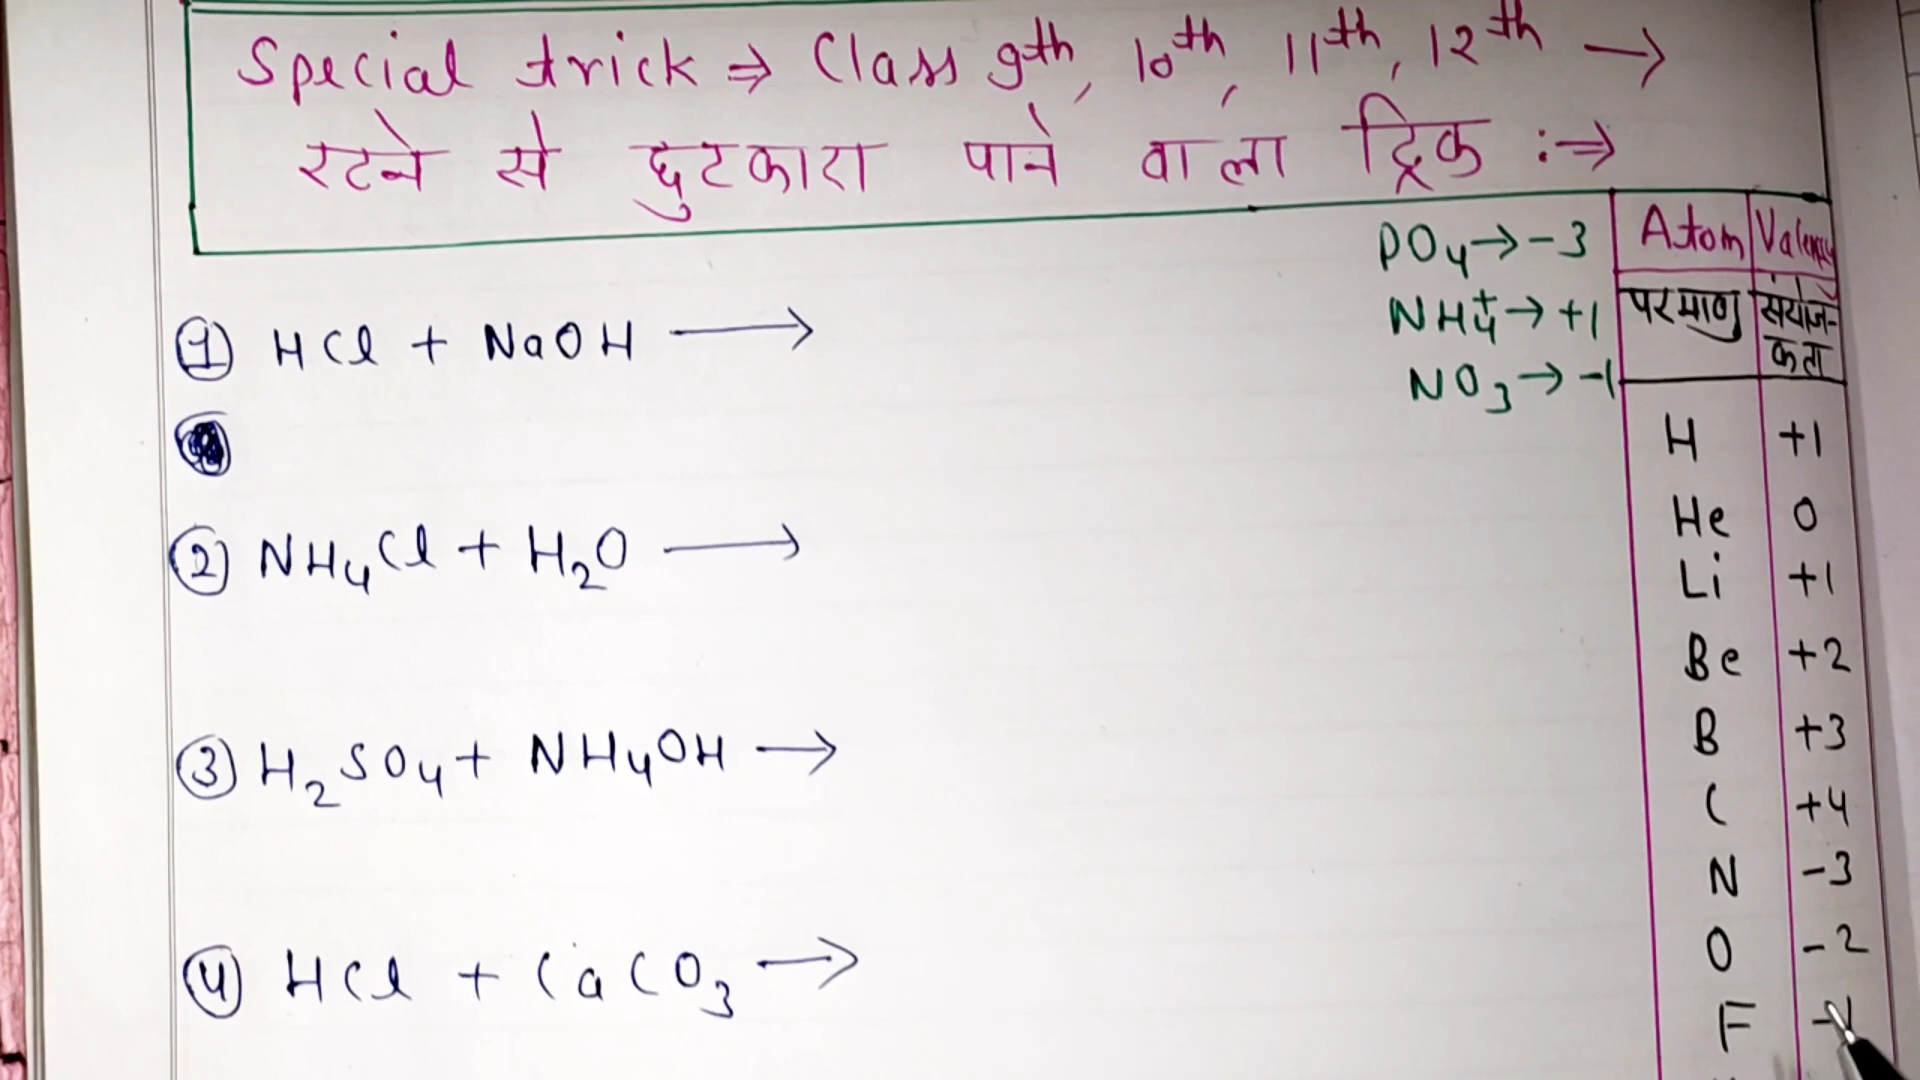 Special trick ⇒ Class 9th, 10th, 11th, 12th →
रटने से छुटकारा पाने वाला ट्रिक :⇒
① HCl + NaOH ⟶
② NH₄Cl + H₂O ⟶
③ H₂SO₄ + NH₄OH →
④ HCl + CaCO₃ →
PO₄ → -3
NH₄⁺ → +1
NO₃ → -1
Atom Valency
परमाणु संयोज-
कता
H +1
He 0
Li +1
Be +2
B +3
C +4
N -3
O -2
F -1